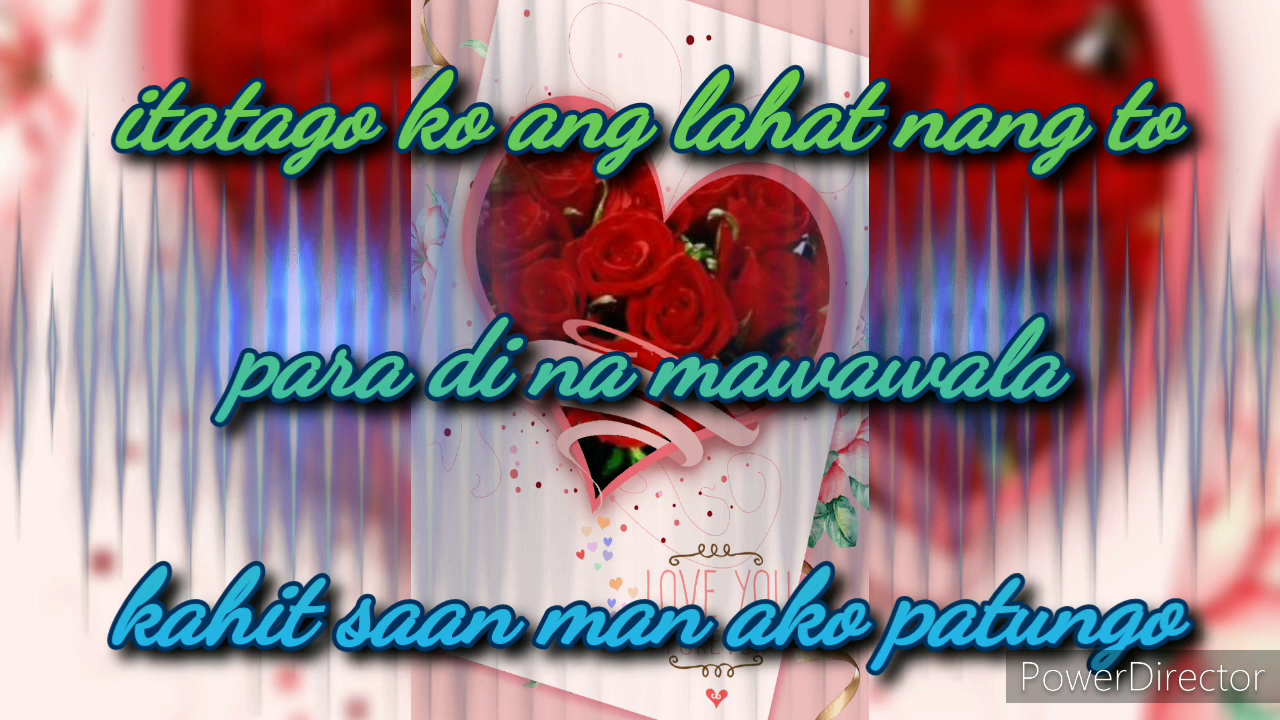 itatago ko ang lahat nang to
para di na mawawala
LOVE YOU
kahit saan man ako patungo
PowerDirector